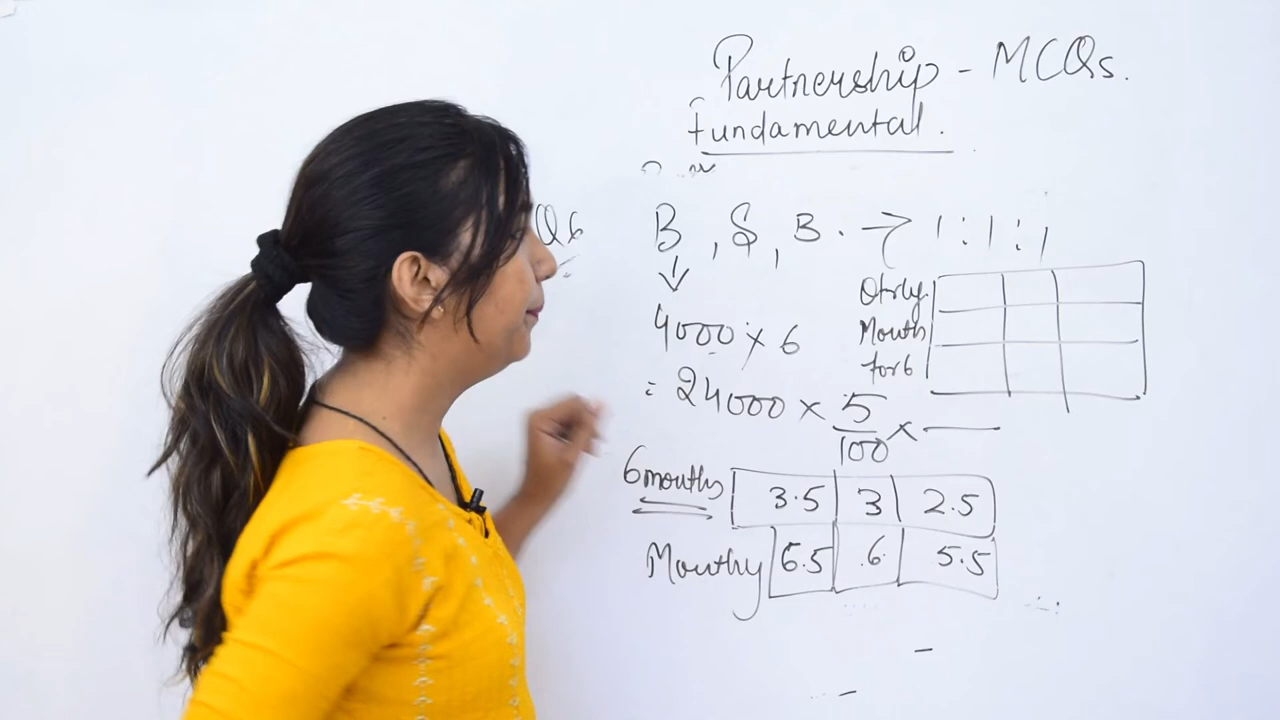 Partnership - MCQs.
Fundamental.
Q6 B, S, B. → 1:1:1
↓
4000 × 6
= 24000 × 5/100 × —
Qtrly
Month
for 6
6 months 3.5 3 2.5
Monthy 6.5 6 5.5